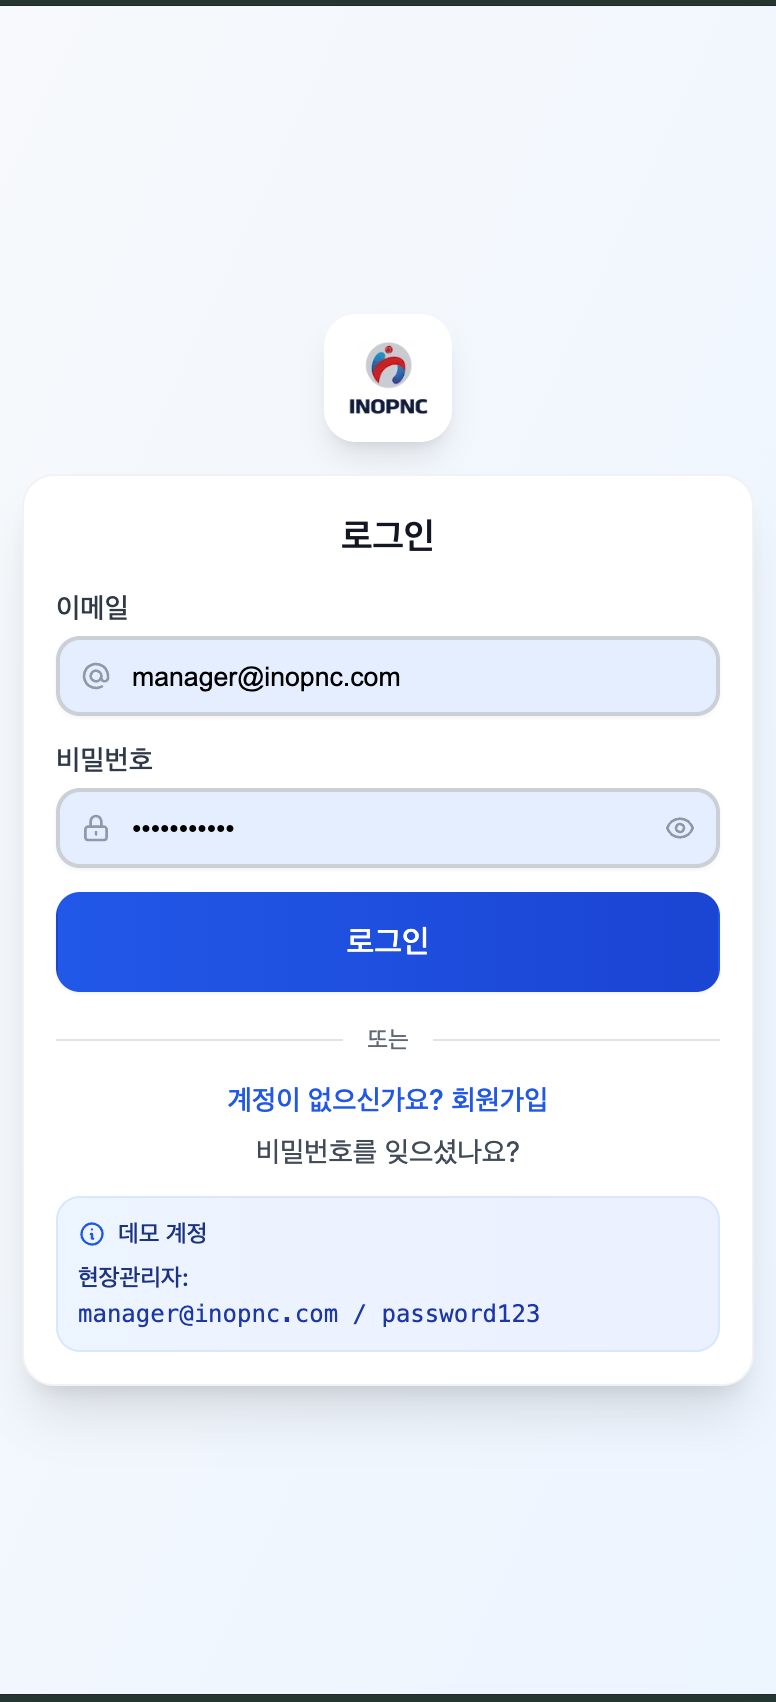 INOPNC
로그인
이메일
manager@inopnc.com
비밀번호
•••••••••••
로그인
또는
계정이 없으신가요? 회원가입
비밀번호를 잊으셨나요?
데모 계정
현장관리자:
manager@inopnc.com / password123